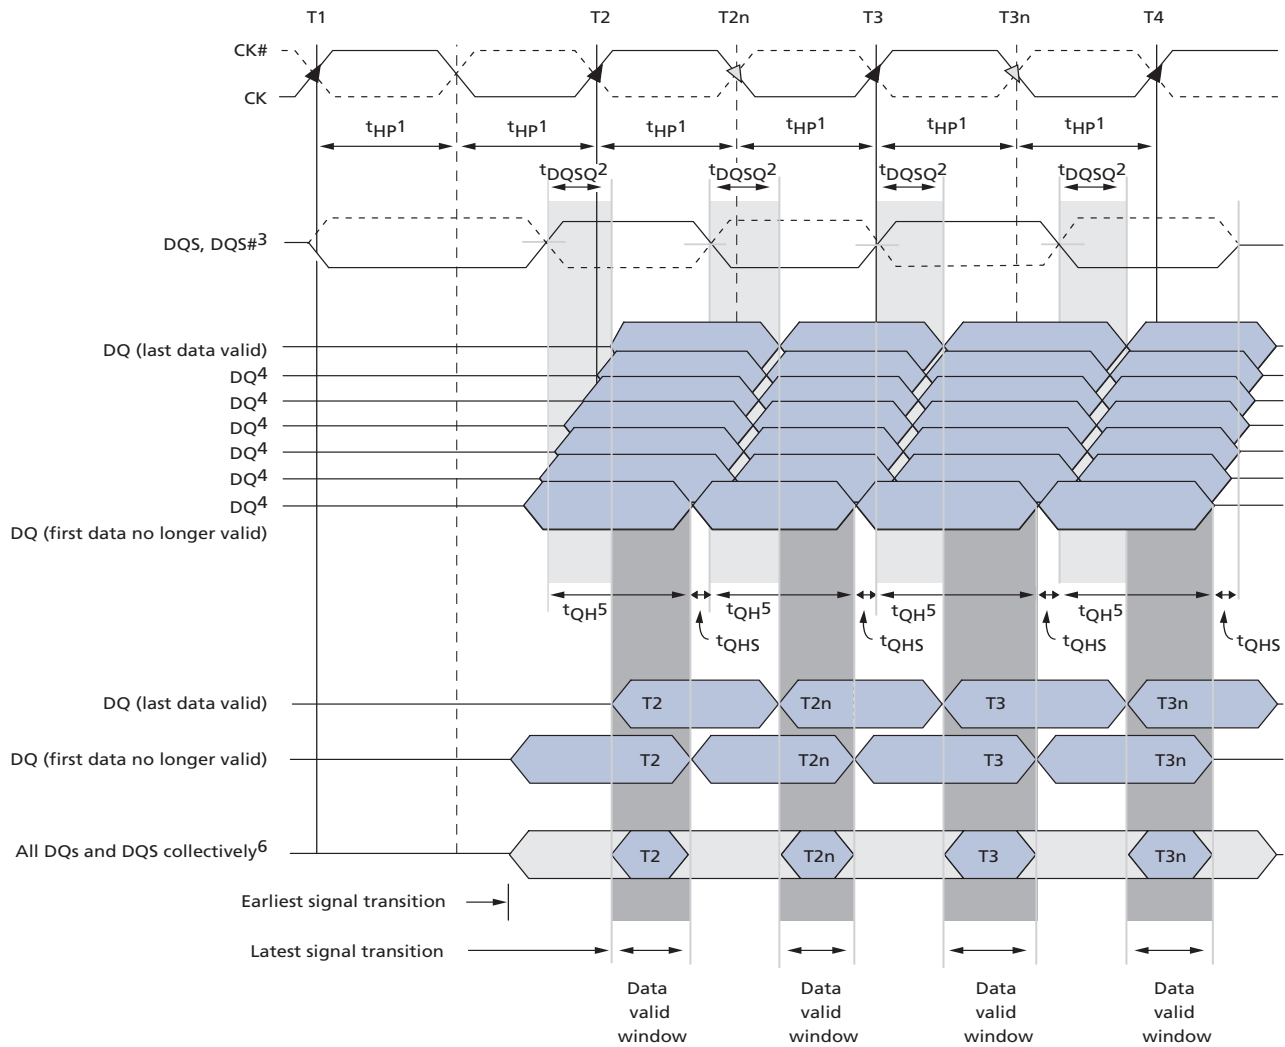 T1 T2 T2n T3 T3n T4
CK#
CK
tHP1 tHP1 tHP1 tHP1 tHP1 tHP1
tDQSQ2 tDQSQ2 tDQSQ2 tDQSQ2
DQS, DQS#3
DQ (last data valid)
DQ4
DQ4
DQ4
DQ4
DQ4
DQ4
DQ (first data no longer valid)
tQH5 tQH5 tQH5 tQH5
tQHS tQHS tQHS tQHS
DQ (last data valid) T2 T2n T3 T3n
DQ (first data no longer valid) T2 T2n T3 T3n
All DQs and DQS collectively6 T2 T2n T3 T3n
Earliest signal transition
Latest signal transition
Data Data Data Data
valid valid valid valid
window window window window